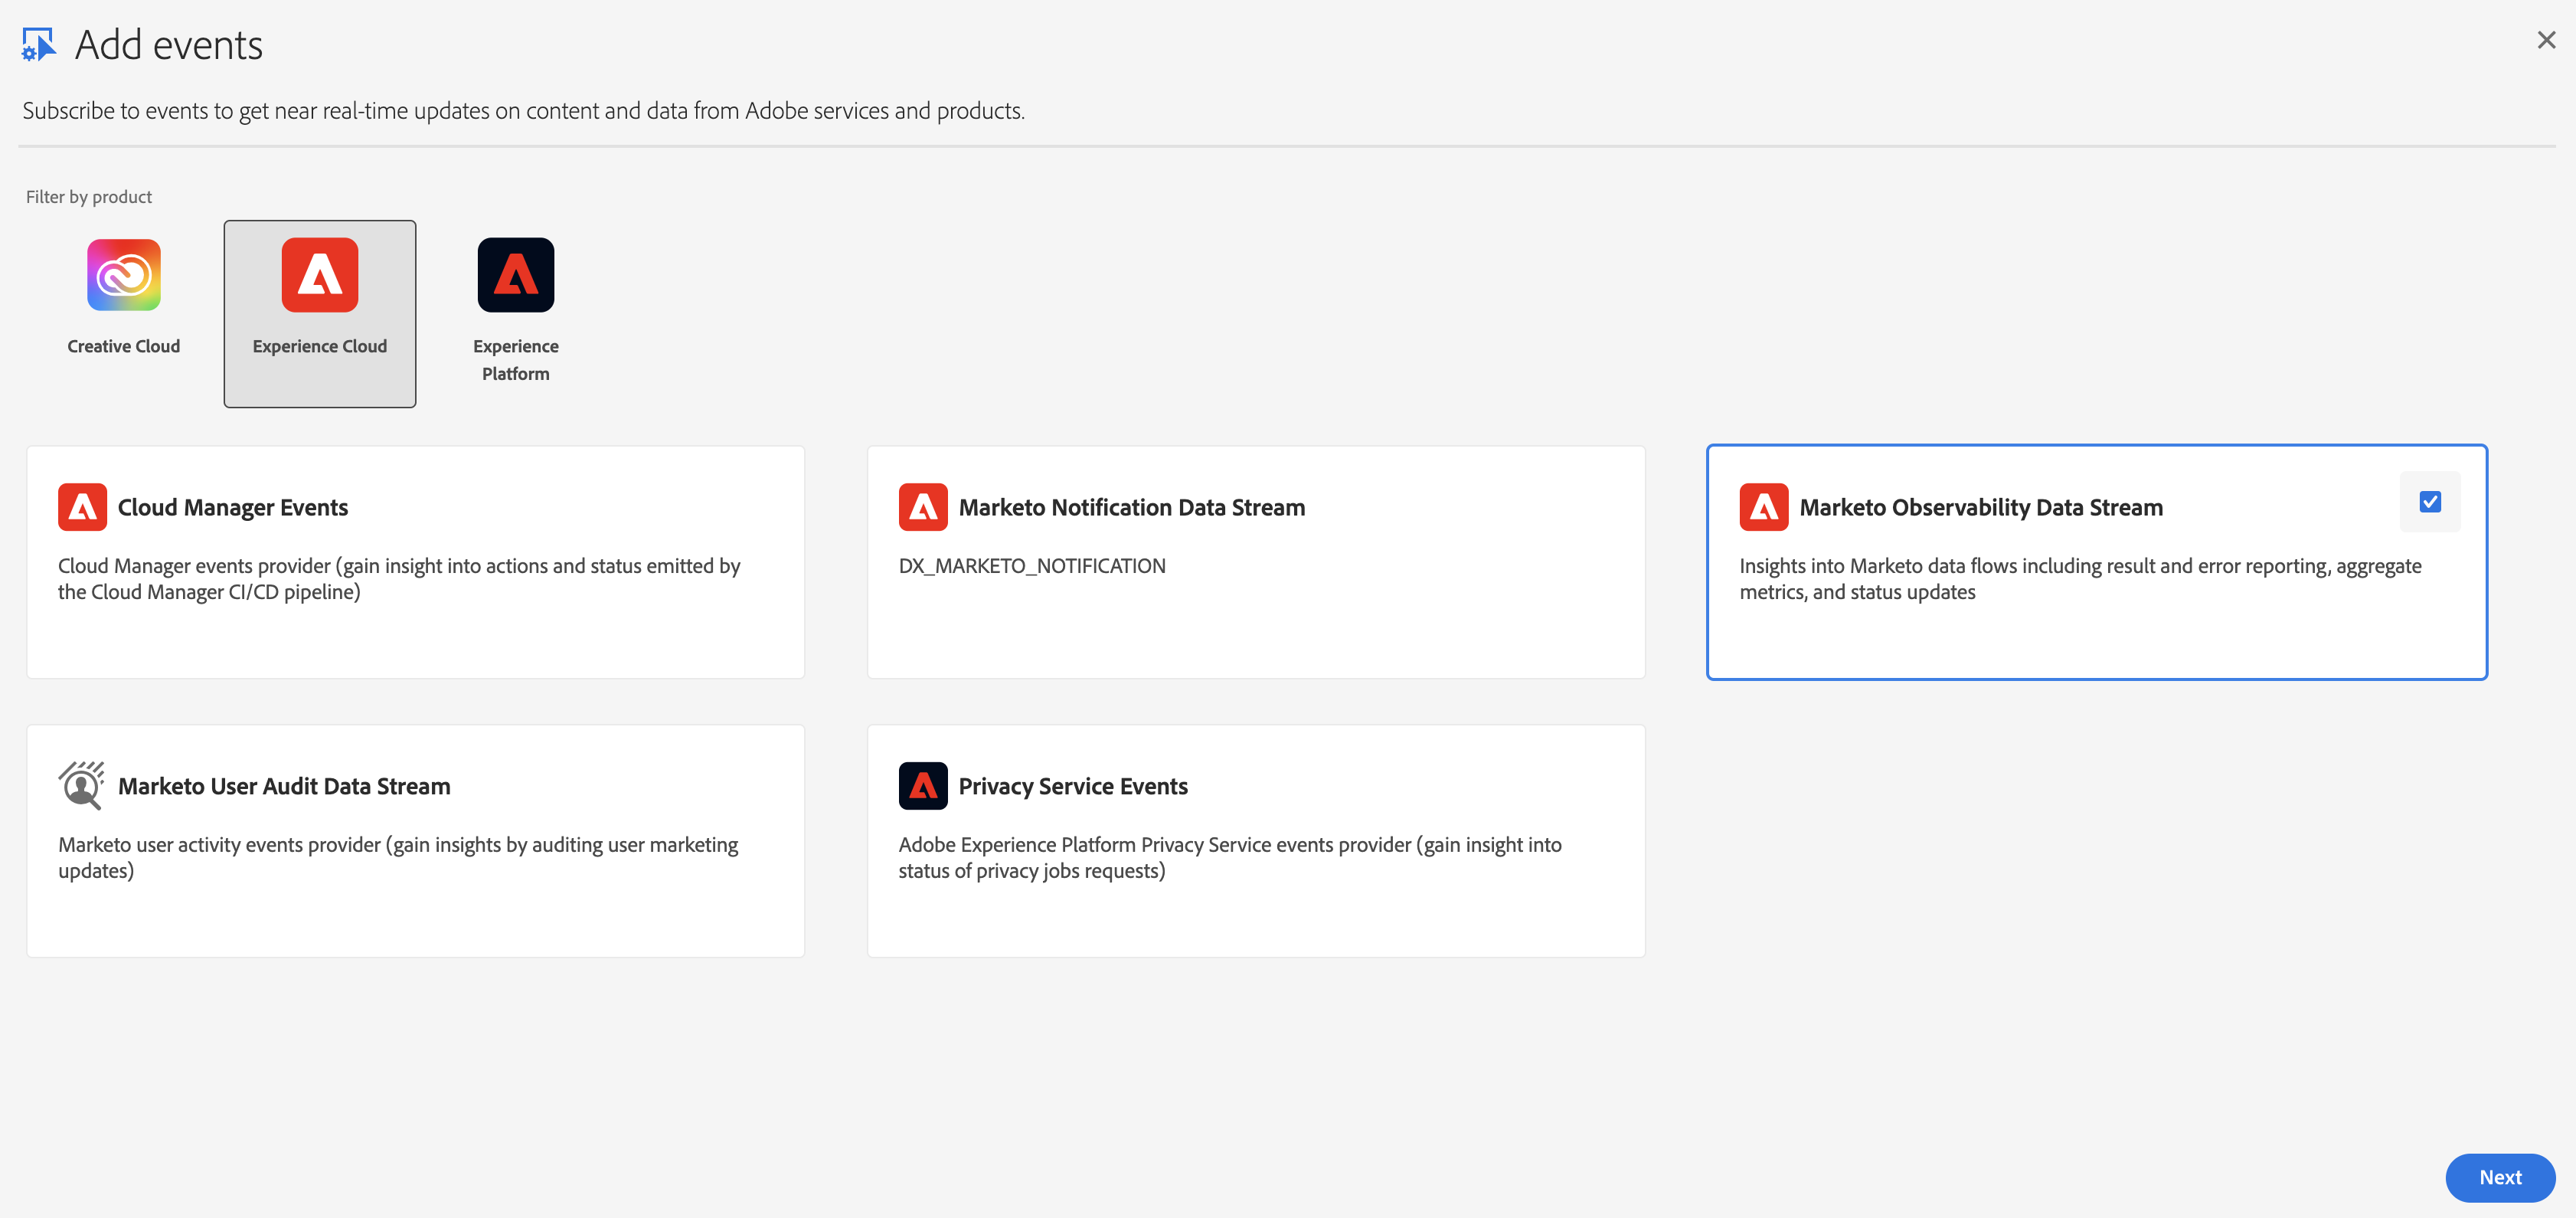 Add events
Subscribe to events to get near real-time updates on content and data from Adobe services and products.
Filter by product
Creative Cloud
Experience Cloud
Experience
Platform
Cloud Manager Events
Cloud Manager events provider (gain insight into actions and status emitted by
the Cloud Manager CI/CD pipeline)
Marketo Notification Data Stream
DX_MARKETO_NOTIFICATION
Marketo Observability Data Stream
Insights into Marketo data flows including result and error reporting, aggregate
metrics, and status updates
Marketo User Audit Data Stream
Marketo user activity events provider (gain insights by auditing user marketing
updates)
Privacy Service Events
Adobe Experience Platform Privacy Service events provider (gain insight into
status of privacy jobs requests)
Next